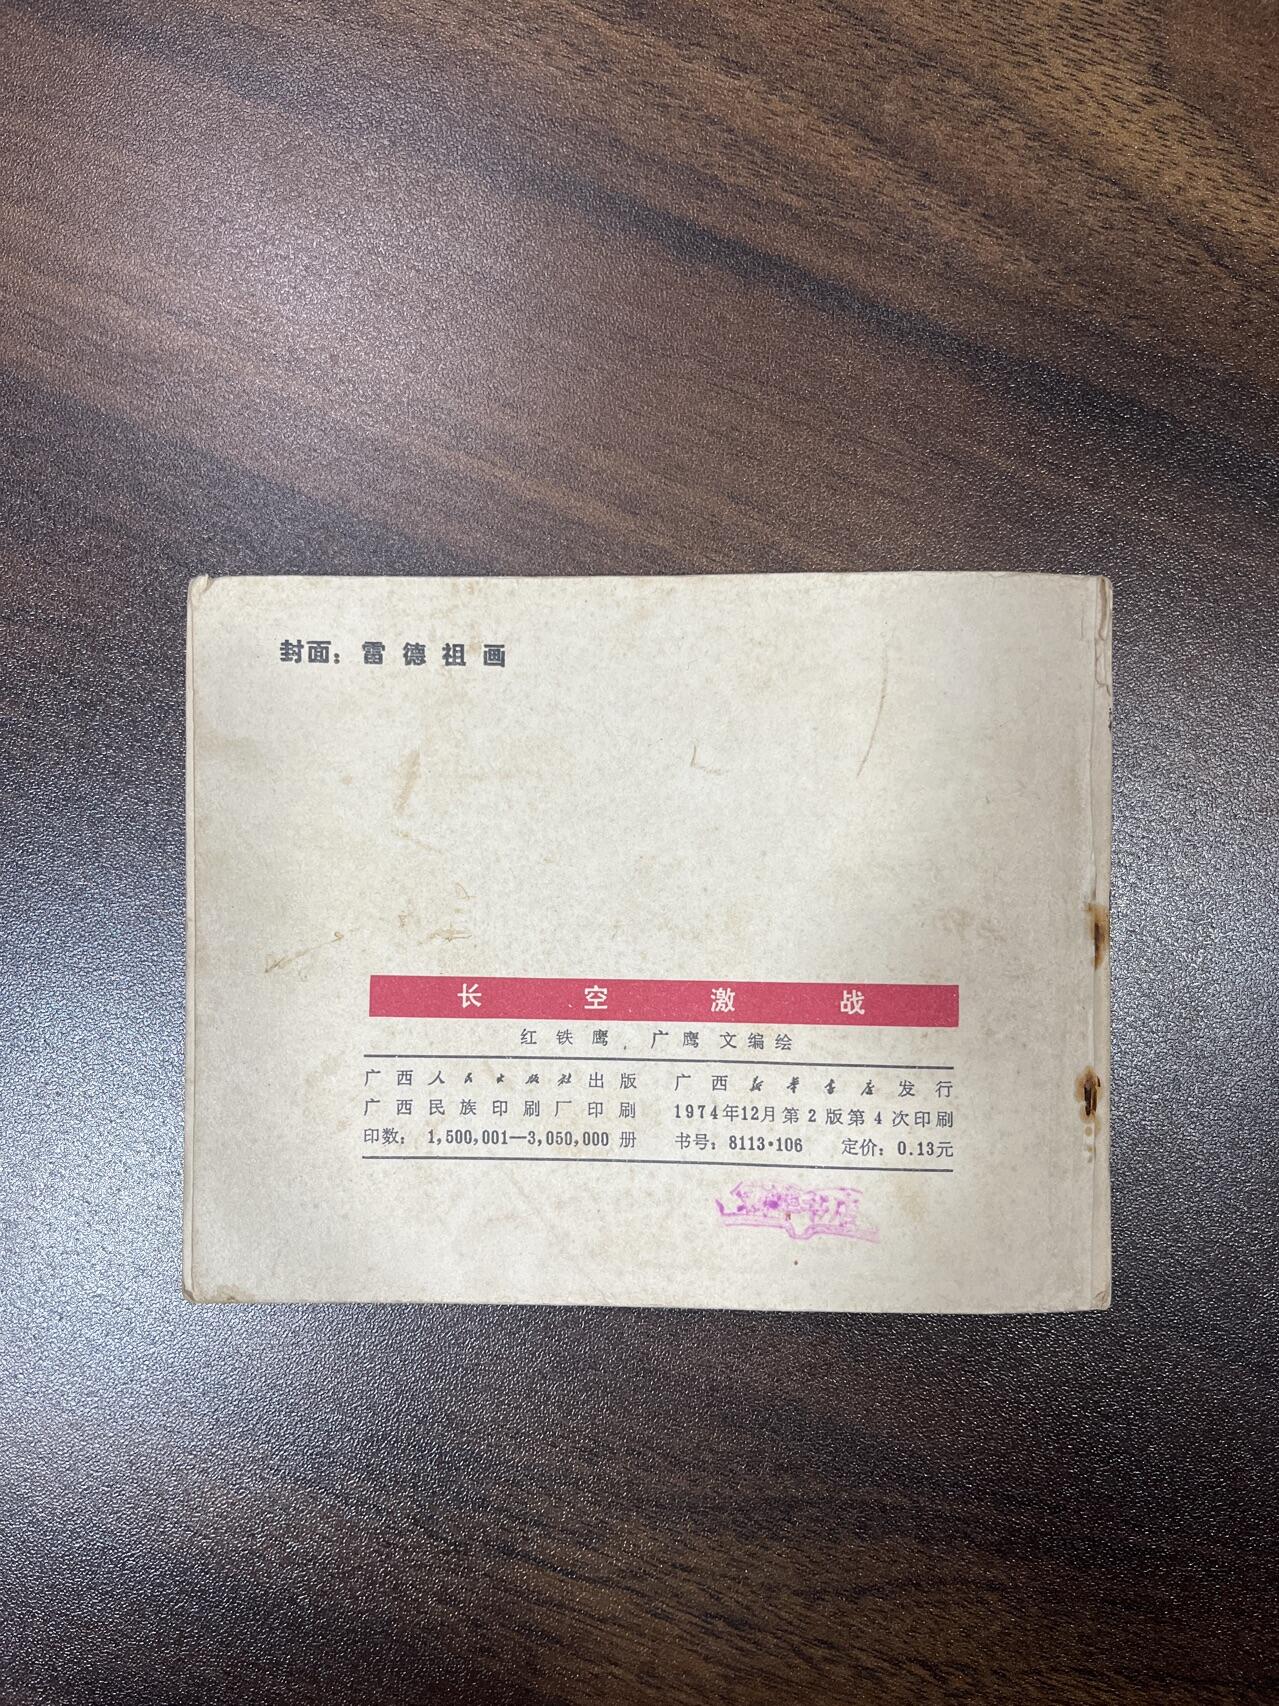 封面：雷德祖画
长空激战
红铁鹰、广鹰 文编绘
广西人民出版社出版 广西新华书店发行
广西民族印刷厂印刷 1974年12月第2版第4次印刷
印数：1,500,001—3,050,000 册 书号：8113·106 定价：0.13元